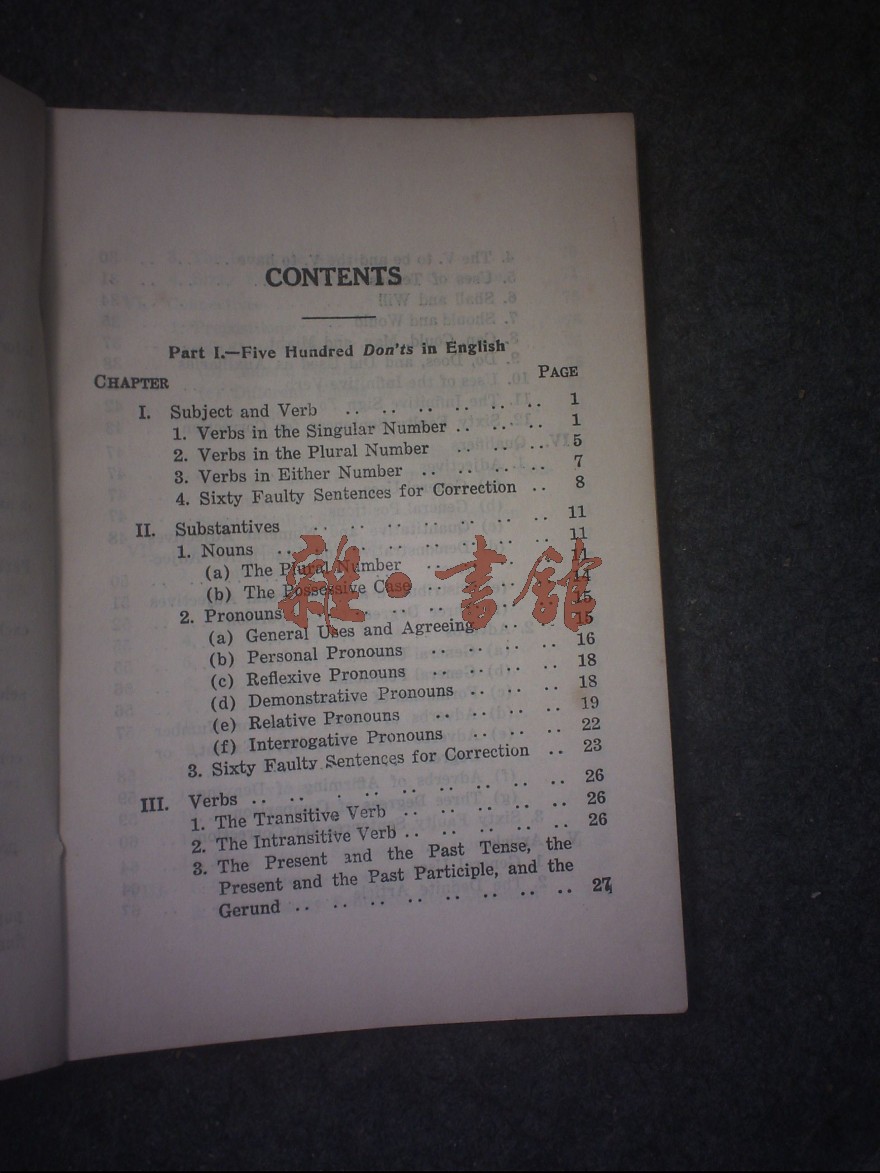 CONTENTS
Part I.—Five Hundred Don'ts in English
CHAPTER PAGE
I. Subject and Verb .. .. .. .. .. .. .. 1
1. Verbs in the Singular Number .. .. .. 1
2. Verbs in the Plural Number .. .. .. 5
3. Verbs in Either Number .. .. .. .. 7
4. Sixty Faulty Sentences for Correction .. 8
II. Substantives .. .. .. .. .. .. .. 11
1. Nouns .. .. .. .. .. .. .. .. 11
(a) The Plural Number .. .. .. .. 11
(b) The Possessive Case .. .. .. .. 14
2. Pronouns .. .. .. .. .. .. .. 15
(a) General Uses and Agreeing. .. .. 15
(b) Personal Pronouns .. .. .. .. 16
(c) Reflexive Pronouns .. .. .. .. 18
(d) Demonstrative Pronouns .. .. .. 18
(e) Relative Pronouns .. .. .. .. 19
(f) Interrogative Pronouns .. .. .. 22
3. Sixty Faulty Sentences for Correction .. 23
III. Verbs .. .. .. .. .. .. .. .. .. 26
1. The Transitive Verb .. .. .. .. .. 26
2. The Intransitive Verb .. .. .. .. .. 26
3. The Present and the Past Tense, the
Present and the Past Participle, and the
Gerund .. .. .. .. .. .. .. .. 27
雜·書館